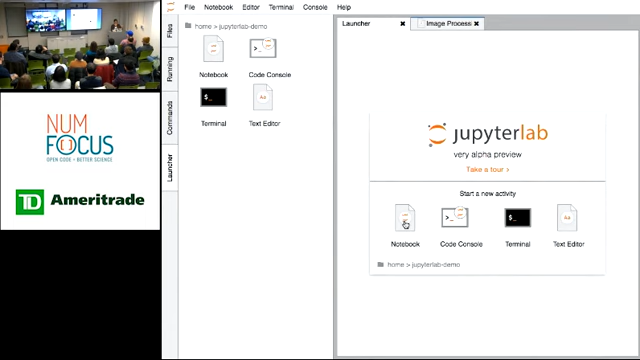 NUM
FOCUS
OPEN CODE = BETTER SCIENCE
TD Ameritrade
File Notebook Editor Terminal Console Help
Files
Running
Commands
Launcher
home > jupyterlab-demo
Notebook Code Console
Terminal Text Editor
Launcher Image Process
jupyterlab
very alpha preview
Take a tour >
Start a new activity
Notebook Code Console Terminal Text Editor
home > jupyterlab-demo